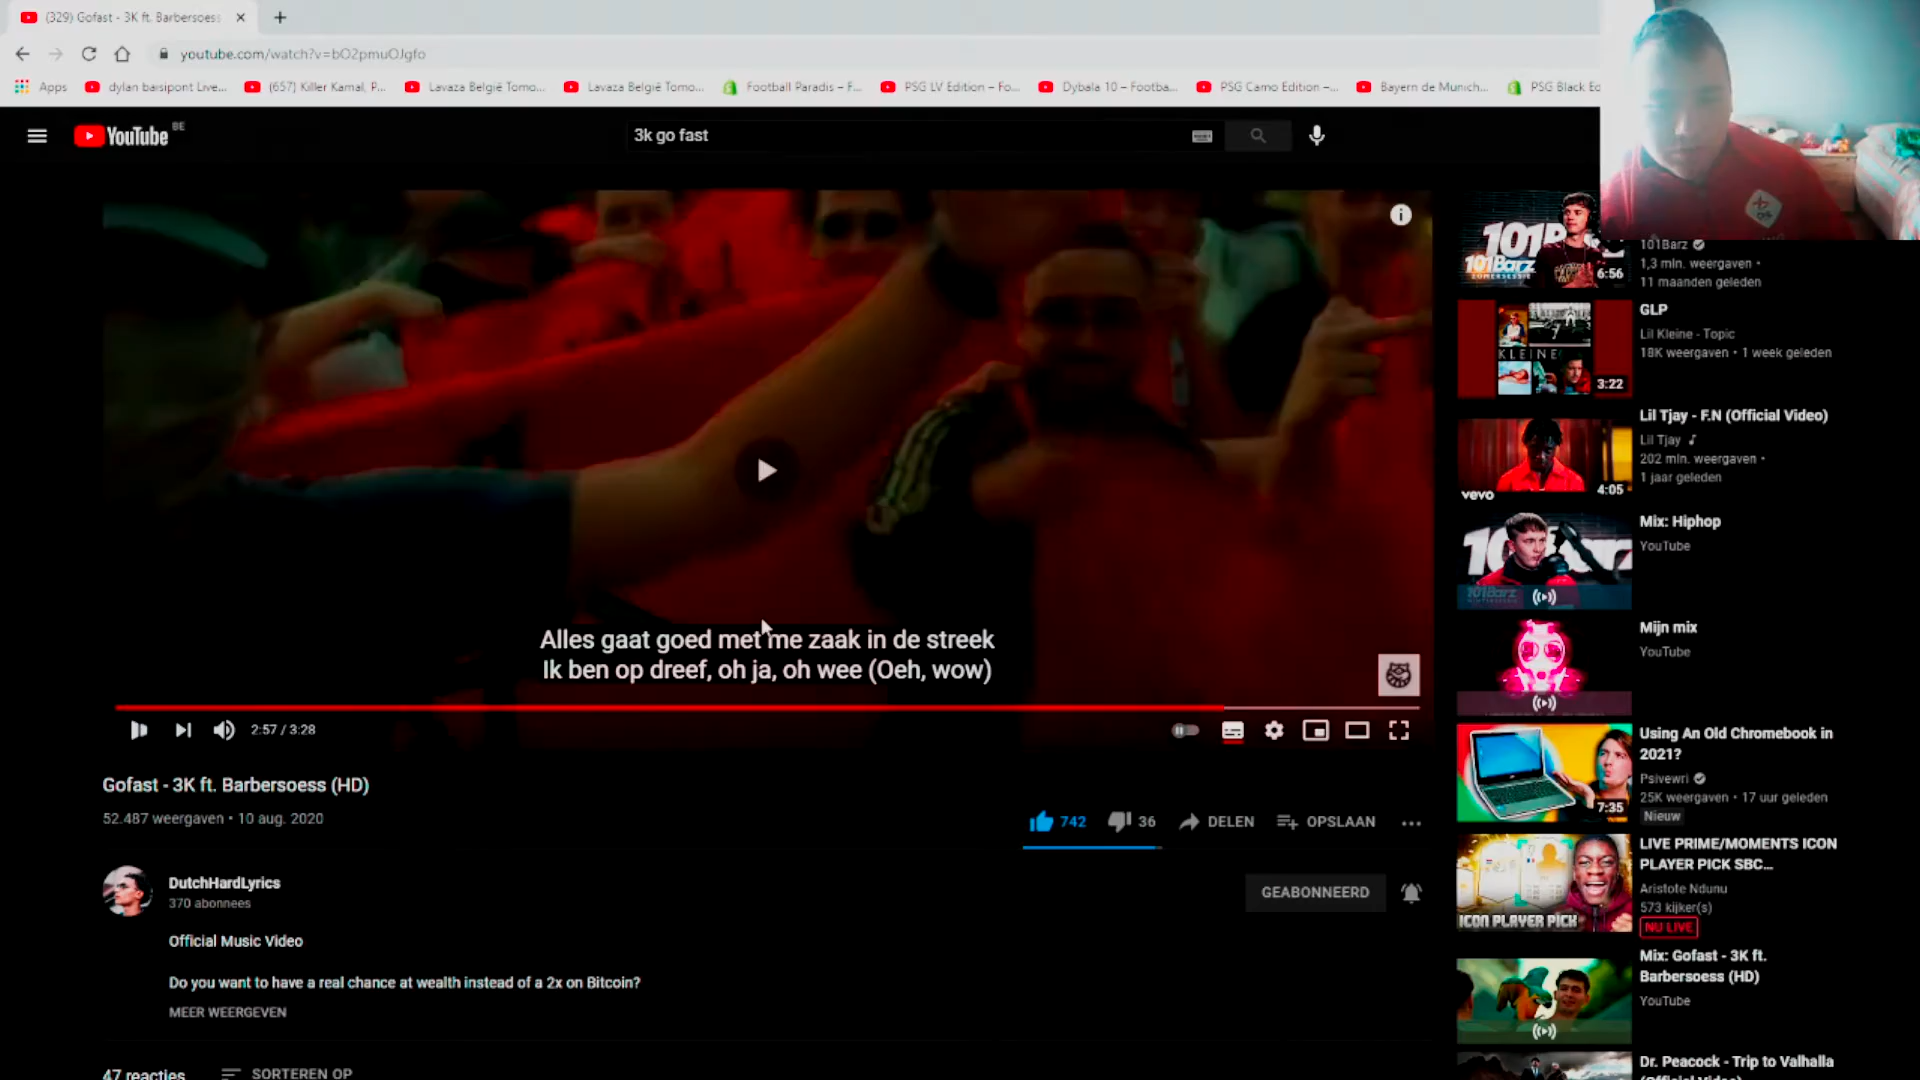 (329) Gofast - 3K ft. Barbersoess
youtube.com/watch?v=bO2pmuOJgfo
Apps
dylan barsipont Live...
(657) Killer Kamal, P...
Lavaza België Tomo...
Lavaza België Tomo...
Football Paradis – F...
PSG LV Edition – Fo...
Dybala 10 – Footba...
PSG Camo Edition –...
Bayern de Munich...
PSG Black Ed
YouTube BE
3k go fast
Alles gaat goed met me zaak in de streek
Ik ben op dreef, oh ja, oh wee (Oeh, wow)
2:57 / 3:28
Gofast - 3K ft. Barbersoess (HD)
52.487 weergaven • 10 aug. 2020
742
36
DELEN
OPSLAAN
DutchHardLyrics
370 abonnees
GEABONNEERD
Official Music Video
Do you want to have a real chance at wealth instead of a 2x on Bitcoin?
MEER WEERGEVEN
47 reacties
SORTEREN OP
101Barz
101Barz
6:56
101Barz
1,3 mln. weergaven •
11 maanden geleden
KLEINE
3:22
GLP
Lil Kleine - Topic
18K weergaven • 1 week geleden
vevo
4:05
Lil Tjay - F.N (Official Video)
Lil Tjay
202 mln. weergaven •
1 jaar geleden
Mix: Hiphop
YouTube
Mijn mix
YouTube
7:35
Using An Old Chromebook in
2021?
Psivewri
25K weergaven • 17 uur geleden
Nieuw
ICON PLAYER PICK
LIVE PRIME/MOMENTS ICON
PLAYER PICK SBC...
Aristote Ndunu
573 kijker(s)
NU LIVE
Mix: Gofast - 3K ft.
Barbersoess (HD)
YouTube
Dr. Peacock - Trip to Valhalla
(Official Video)